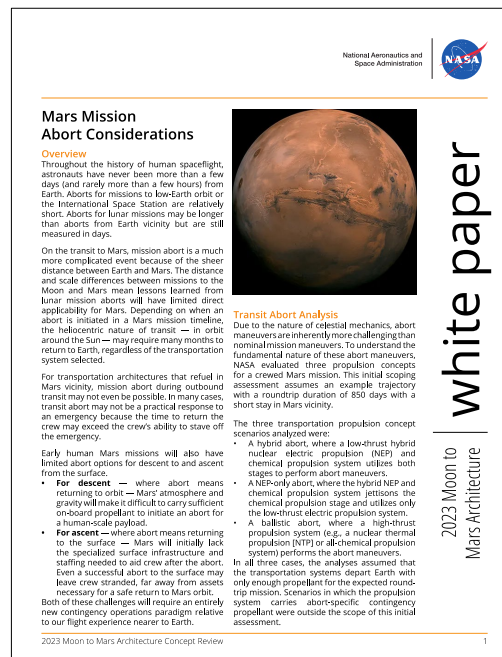 National Aeronautics and
Space Administration
NASA
Mars Mission
Abort Considerations
Overview
Throughout the history of human spaceflight,
astronauts have never been more than a few
days (and rarely more than a few hours) from
Earth. Aborts for missions to low-Earth orbit or
the International Space Station are relatively
short. Aborts for lunar missions may be longer
than aborts from Earth vicinity but are still
measured in days.
On the transit to Mars, mission abort is a much
more complicated event because of the sheer
distance between Earth and Mars. The distance
and scale differences between missions to the
Moon and Mars mean lessons learned from
lunar mission aborts will have limited direct
applicability for Mars. Depending on when an
abort is initiated in a Mars mission timeline,
the heliocentric nature of transit — in orbit
around the Sun — may require many months to
return to Earth, regardless of the transportation
system selected.
For transportation architectures that refuel in
Mars vicinity, mission abort during outbound
transit may not even be possible. In many cases,
transit abort may not be a practical response to
an emergency because the time to return the
crew may exceed the crew's ability to stave off
the emergency.
Early human Mars missions will also have
limited abort options for descent to and ascent
from the surface.
• For descent — where abort means
returning to orbit — Mars' atmosphere and
gravity will make it difficult to carry sufficient
on-board propellant to initiate an abort for
a human-scale payload.
• For ascent — where abort means returning
to the surface — Mars will initially lack
the specialized surface infrastructure and
staffing needed to aid crew after the abort.
Even a successful abort to the surface may
leave crew stranded, far away from assets
necessary for a safe return to Mars orbit.
Both of these challenges will require an entirely
new contingency operations paradigm relative
to our flight experience nearer to Earth.
Transit Abort Analysis
Due to the nature of celestial mechanics, abort
maneuvers are inherently more challenging than
nominal mission maneuvers. To understand the
fundamental nature of these abort maneuvers,
NASA evaluated three propulsion concepts
for a crewed Mars mission. This initial scoping
assessment assumes an example trajectory
with a roundtrip duration of 850 days with a
short stay in Mars vicinity.
The three transportation propulsion concept
scenarios analyzed were:
• A hybrid abort, where a low-thrust hybrid
nuclear electric propulsion (NEP) and
chemical propulsion system utilizes both
stages to perform abort maneuvers.
• A NEP-only abort, where the hybrid NEP and
chemical propulsion system jettisons the
chemical propulsion stage and utilizes only
the low-thrust electric propulsion system.
• A ballistic abort, where a high-thrust
propulsion system (e.g., a nuclear thermal
propulsion [NTP] or all-chemical propulsion
system) performs the abort maneuvers.
In all three cases, the analyses assumed that
the transportation systems depart Earth with
only enough propellant for the expected round-
trip mission. Scenarios in which the propulsion
system carries abort-specific contingency
propellant were outside the scope of this initial
assessment.
white paper
2023 Moon to
Mars Architecture
2023 Moon to Mars Architecture Concept Review
1